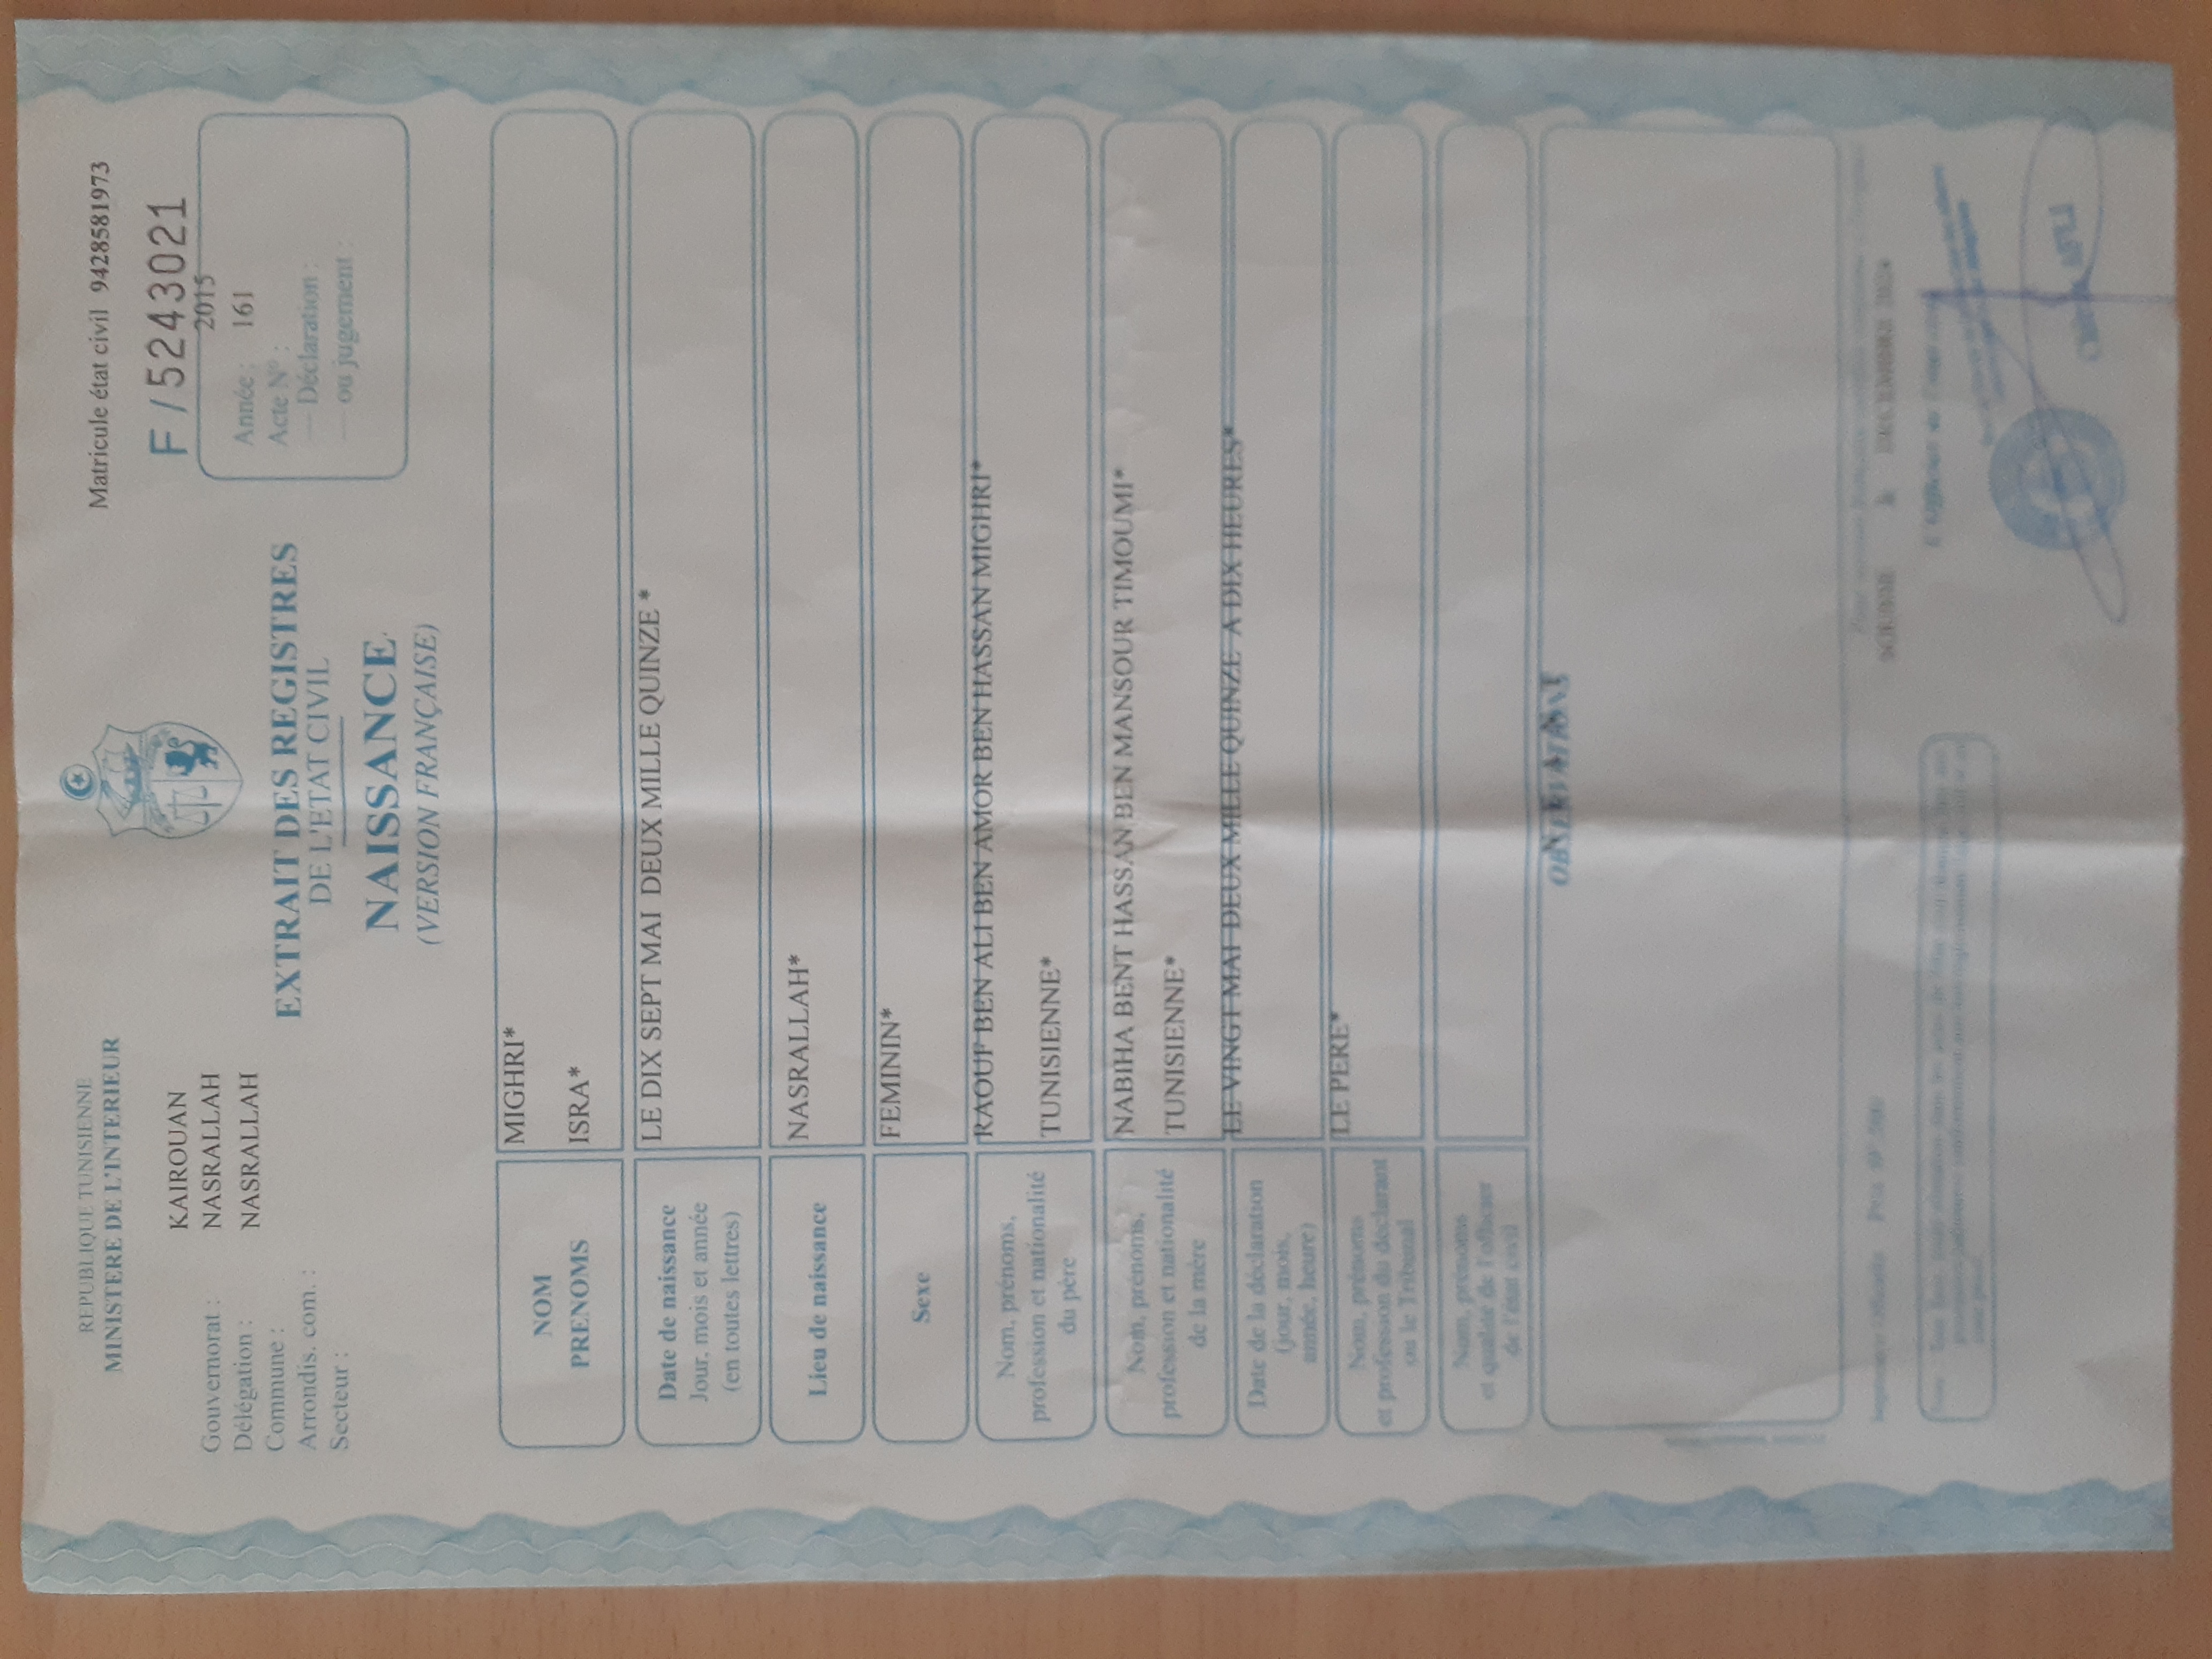 REPUBLIQUE TUNISIENNE
MINISTERE DE L'INTERIEUR
Matricule état civil 9428581973
F / 5243021
Gouvernorat : KAIROUAN
Délégation : NASRALLAH
Commune : NASRALLAH
Arrondis. com. :
Secteur :
2015
Année : 161
Acte N° :
— Déclaration :
— ou jugement :
EXTRAIT DES REGISTRES
DE L'ETAT CIVIL
NAISSANCE
(VERSION FRANÇAISE)
NOM MIGHRI*
PRENOMS ISRA*
Date de naissance LE DIX SEPT MAI DEUX MILLE QUINZE *
Jour, mois et année
(en toutes lettres)
Lieu de naissance NASRALLAH*
Sexe FEMININ*
Nom, prénoms, RAOUF BEN ALI BEN AMOR BEN HASSAN MIGHRI*
profession et nationalité TUNISIENNE*
du père
Nom, prénoms, NABIHA BENT HASSAN BEN MANSOUR TIMOUMI*
profession et nationalité TUNISIENNE*
de la mère
Date de la déclaration LE VINGT MAI DEUX MILLE QUINZE A DIX HEURES*
(jour, mois,
année, heure)
Nom, prénoms LE PERE*
et profession du déclarant
ou le Tribunal
Nom, prénoms
et qualité de l'officier
de l'état civil
OBSERVATIONS